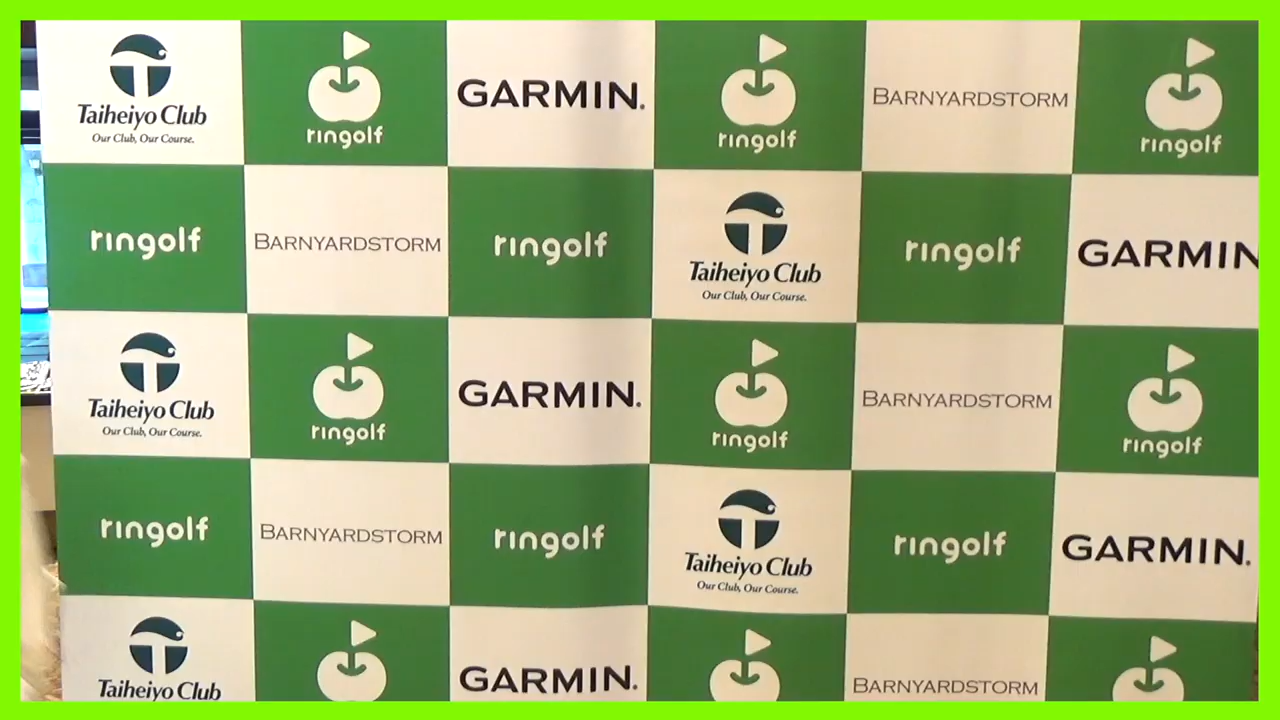 Taiheiyo Club
Our Club, Our Course.
ringolf
GARMIN.
ringolf
BARNYARDSTORM
ringolf
ringolf
BARNYARDSTORM
ringolf
Taiheiyo Club
Our Club, Our Course.
ringolf
GARMIN
Taiheiyo Club
Our Club, Our Course.
ringolf
GARMIN.
ringolf
BARNYARDSTORM
ringolf
ringolf
BARNYARDSTORM
ringolf
Taiheiyo Club
Our Club, Our Course.
ringolf
GARMIN.
Taiheiyo Club
GARMIN.
BARNYARDSTORM